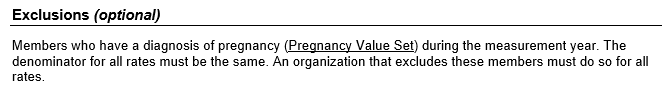 Exclusions (optional)
Members who have a diagnosis of pregnancy (Pregnancy Value Set) during the measurement year. The
denominator for all rates must be the same. An organization that excludes these members must do so for all
rates.